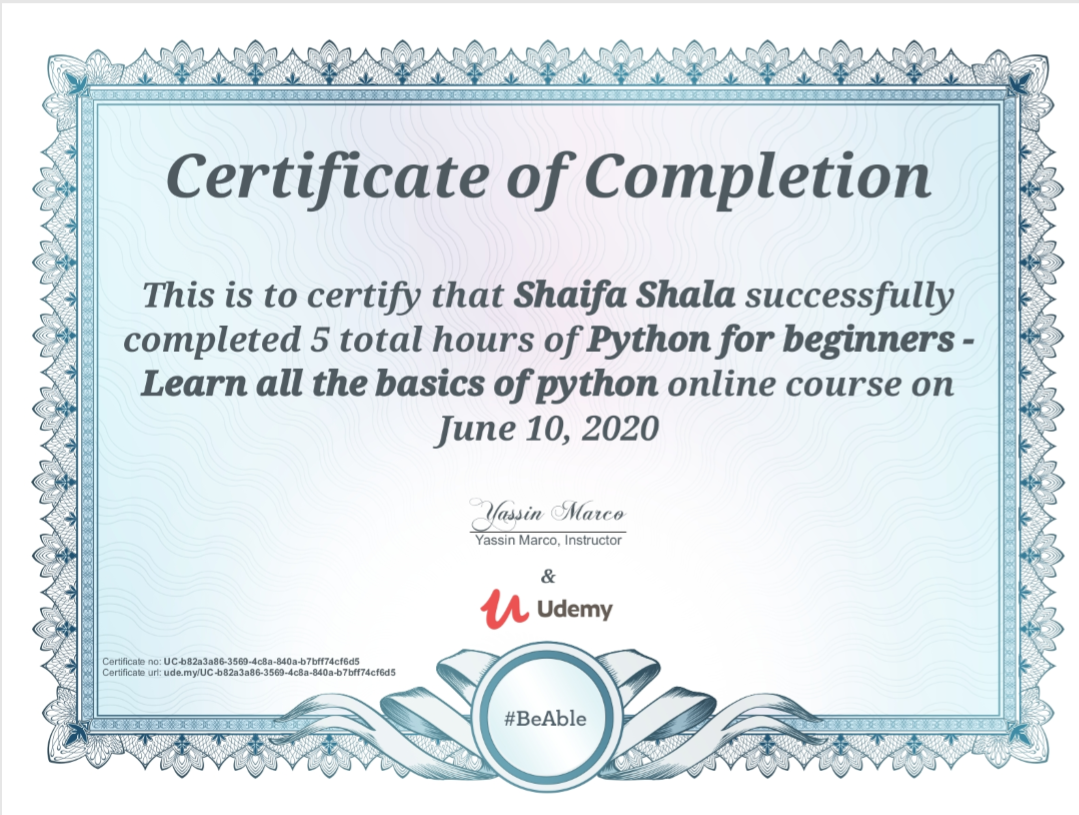 Certificate of Completion
This is to certify that Shaifa Shala successfully
completed 5 total hours of Python for beginners -
Learn all the basics of python online course on
June 10, 2020
Yassin Marco
Yassin Marco, Instructor
&
Udemy
Certificate no: UC-b82a3a86-3569-4c8a-840a-b7bff74cf6d5
Certificate url: ude.my/UC-b82a3a86-3569-4c8a-840a-b7bff74cf6d5
#BeAble